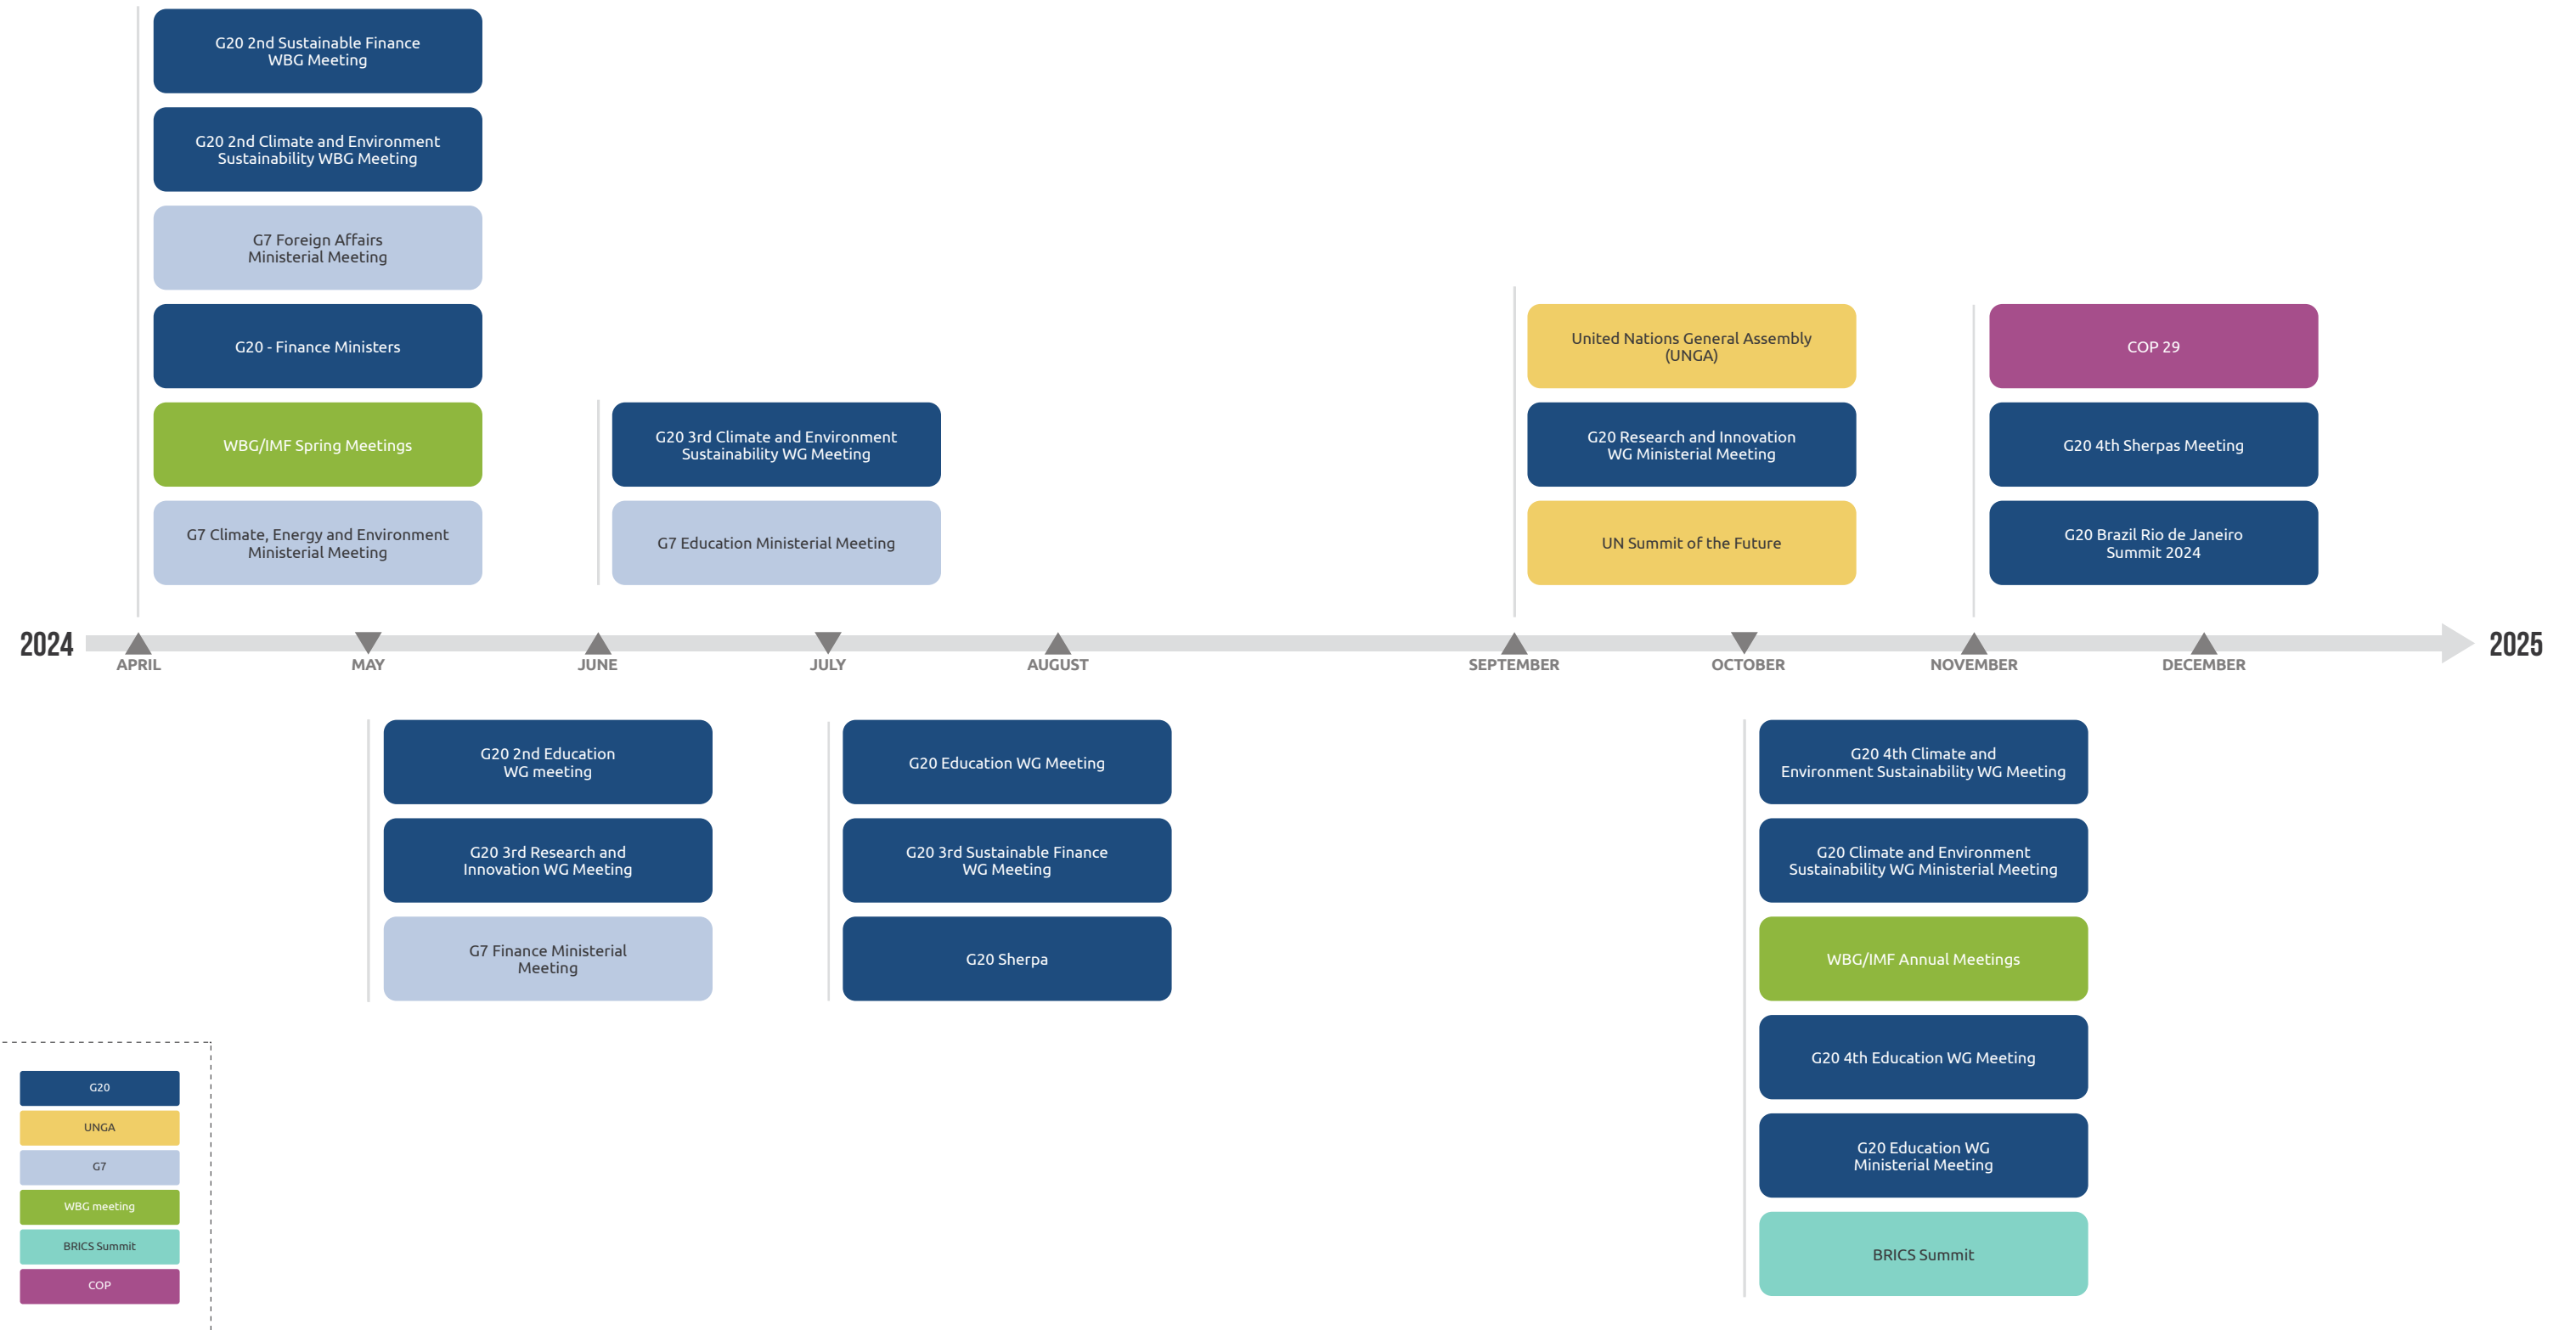 G20 2nd Sustainable Finance
WBG Meeting
G20 2nd Climate and Environment
Sustainability WBG Meeting
G7 Foreign Affairs
Ministerial Meeting
G20 - Finance Ministers
WBG/IMF Spring Meetings
G7 Climate, Energy and Environment
Ministerial Meeting
G20 3rd Climate and Environment
Sustainability WG Meeting
G7 Education Ministerial Meeting
United Nations General Assembly
(UNGA)
G20 Research and Innovation
WG Ministerial Meeting
UN Summit of the Future
COP 29
G20 4th Sherpas Meeting
G20 Brazil Rio de Janeiro
Summit 2024
2024
APRIL
MAY
JUNE
JULY
AUGUST
SEPTEMBER
OCTOBER
NOVEMBER
DECEMBER
2025
G20 2nd Education
WG meeting
G20 3rd Research and
Innovation WG Meeting
G7 Finance Ministerial
Meeting
G20 Education WG Meeting
G20 3rd Sustainable Finance
WG Meeting
G20 Sherpa
G20 4th Climate and
Environment Sustainability WG Meeting
G20 Climate and Environment
Sustainability WG Ministerial Meeting
WBG/IMF Annual Meetings
G20 4th Education WG Meeting
G20 Education WG
Ministerial Meeting
BRICS Summit
G20
UNGA
G7
WBG meeting
BRICS Summit
COP